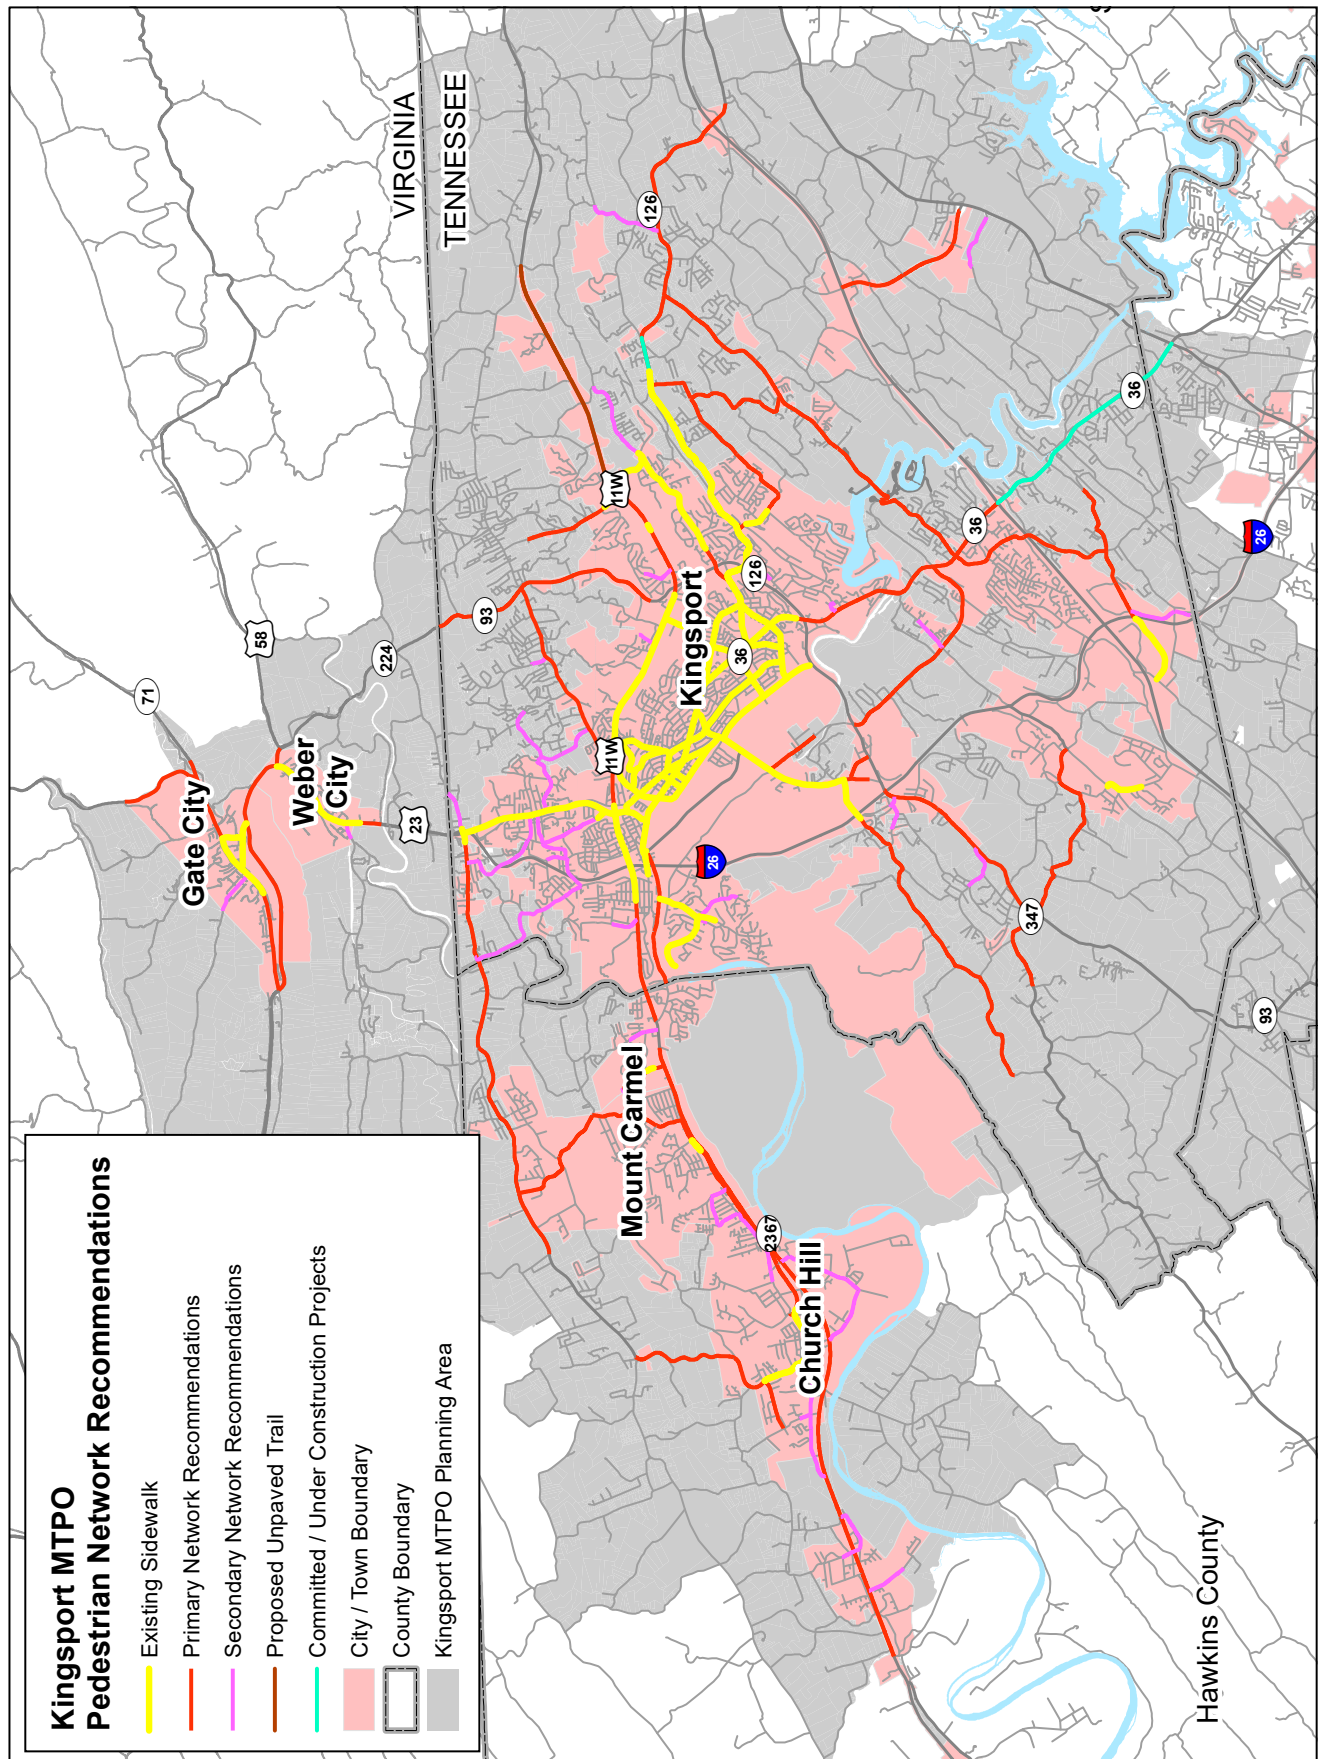 Kingsport MTPO
Pedestrian Network Recommendations
Existing Sidewalk
Primary Network Recommendations
Secondary Network Recommendations
Proposed Unpaved Trail
Committed / Under Construction Projects
City / Town Boundary
County Boundary
Kingsport MTPO Planning Area
VIRGINIA
TENNESSEE
71
58
224
93
Gate City
Weber
City
23
11W
11W
126
126
Kingsport
36
36
36
26
26
Mount Carmel
2367
Church Hill
347
93
Hawkins County